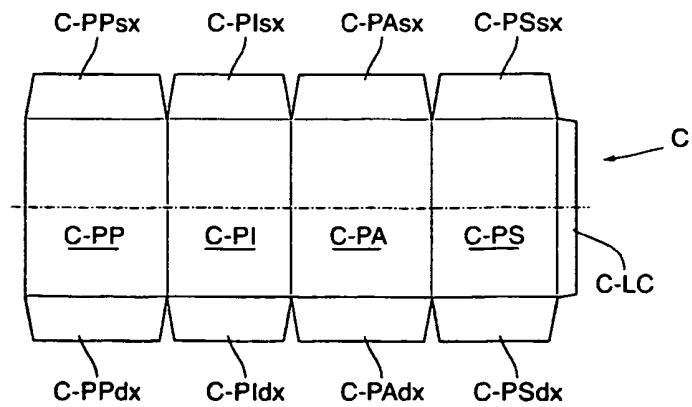 C-PPsx C-PIsx C-PAsx C-PSsx
C
C-PP C-PI C-PA C-PS
C-LC
C-PPdx C-PIdx C-PAdx C-PSdx